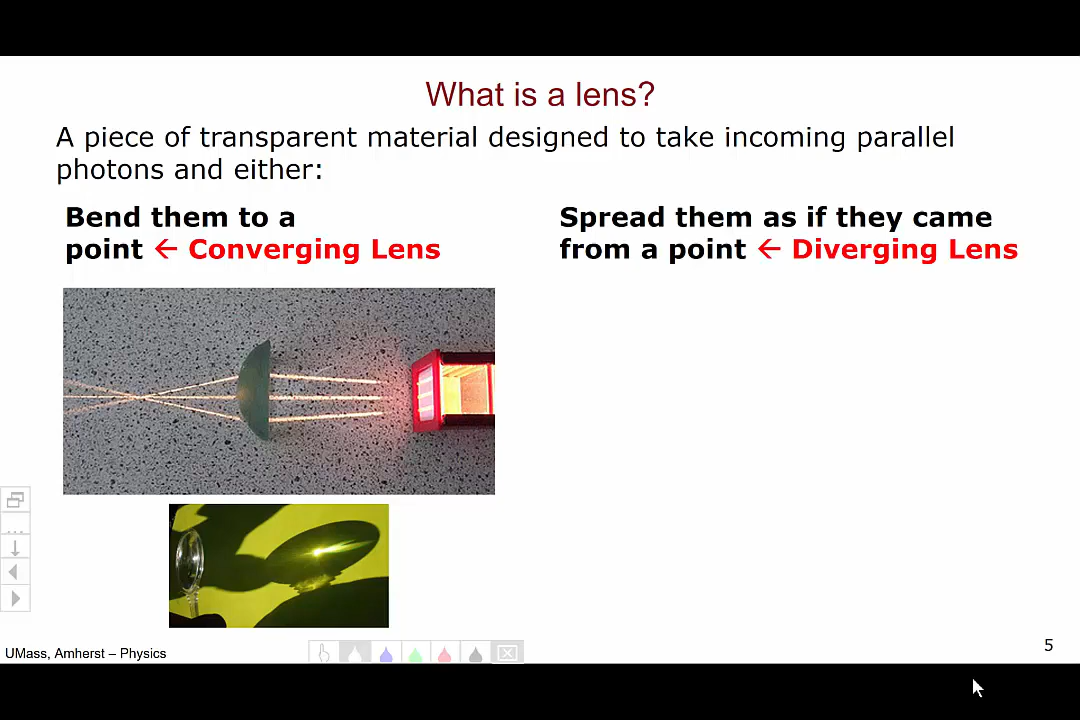 What is a lens?
A piece of transparent material designed to take incoming parallel
photons and either:
Bend them to a
point ← Converging Lens
Spread them as if they came
from a point ← Diverging Lens
UMass, Amherst – Physics
5